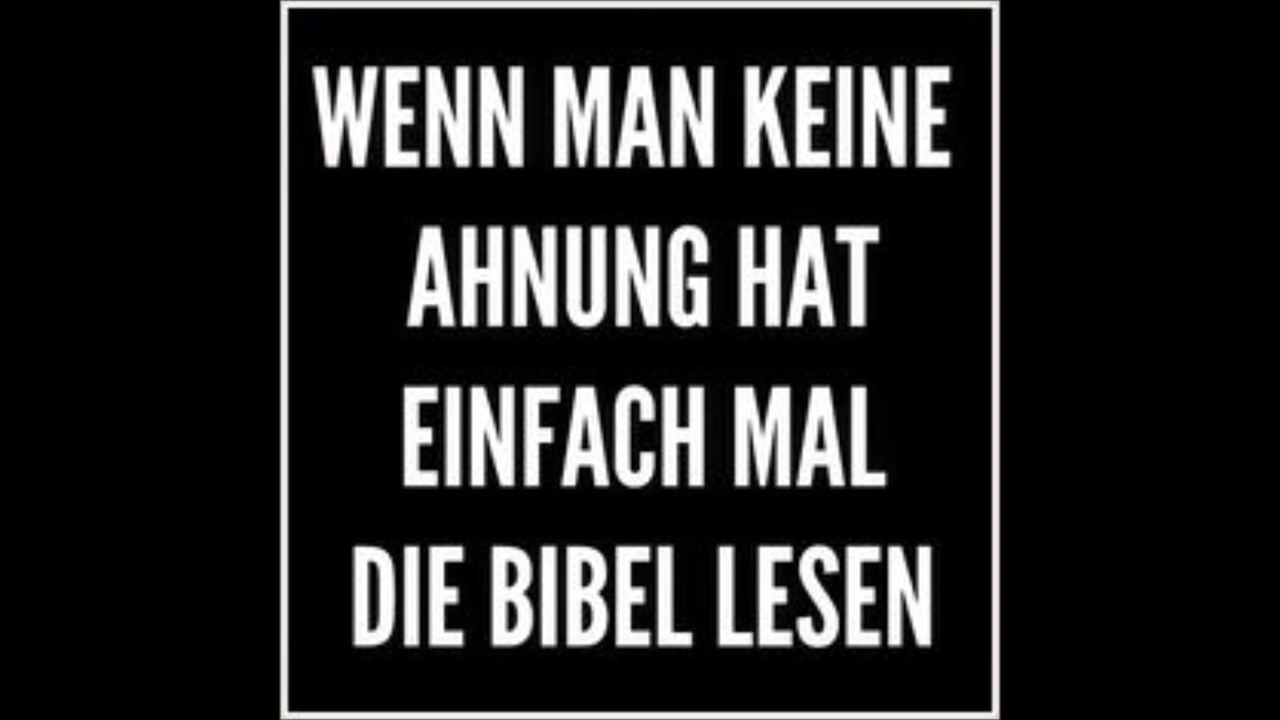 WENN MAN KEINE
AHNUNG HAT
EINFACH MAL
DIE BIBEL LESEN